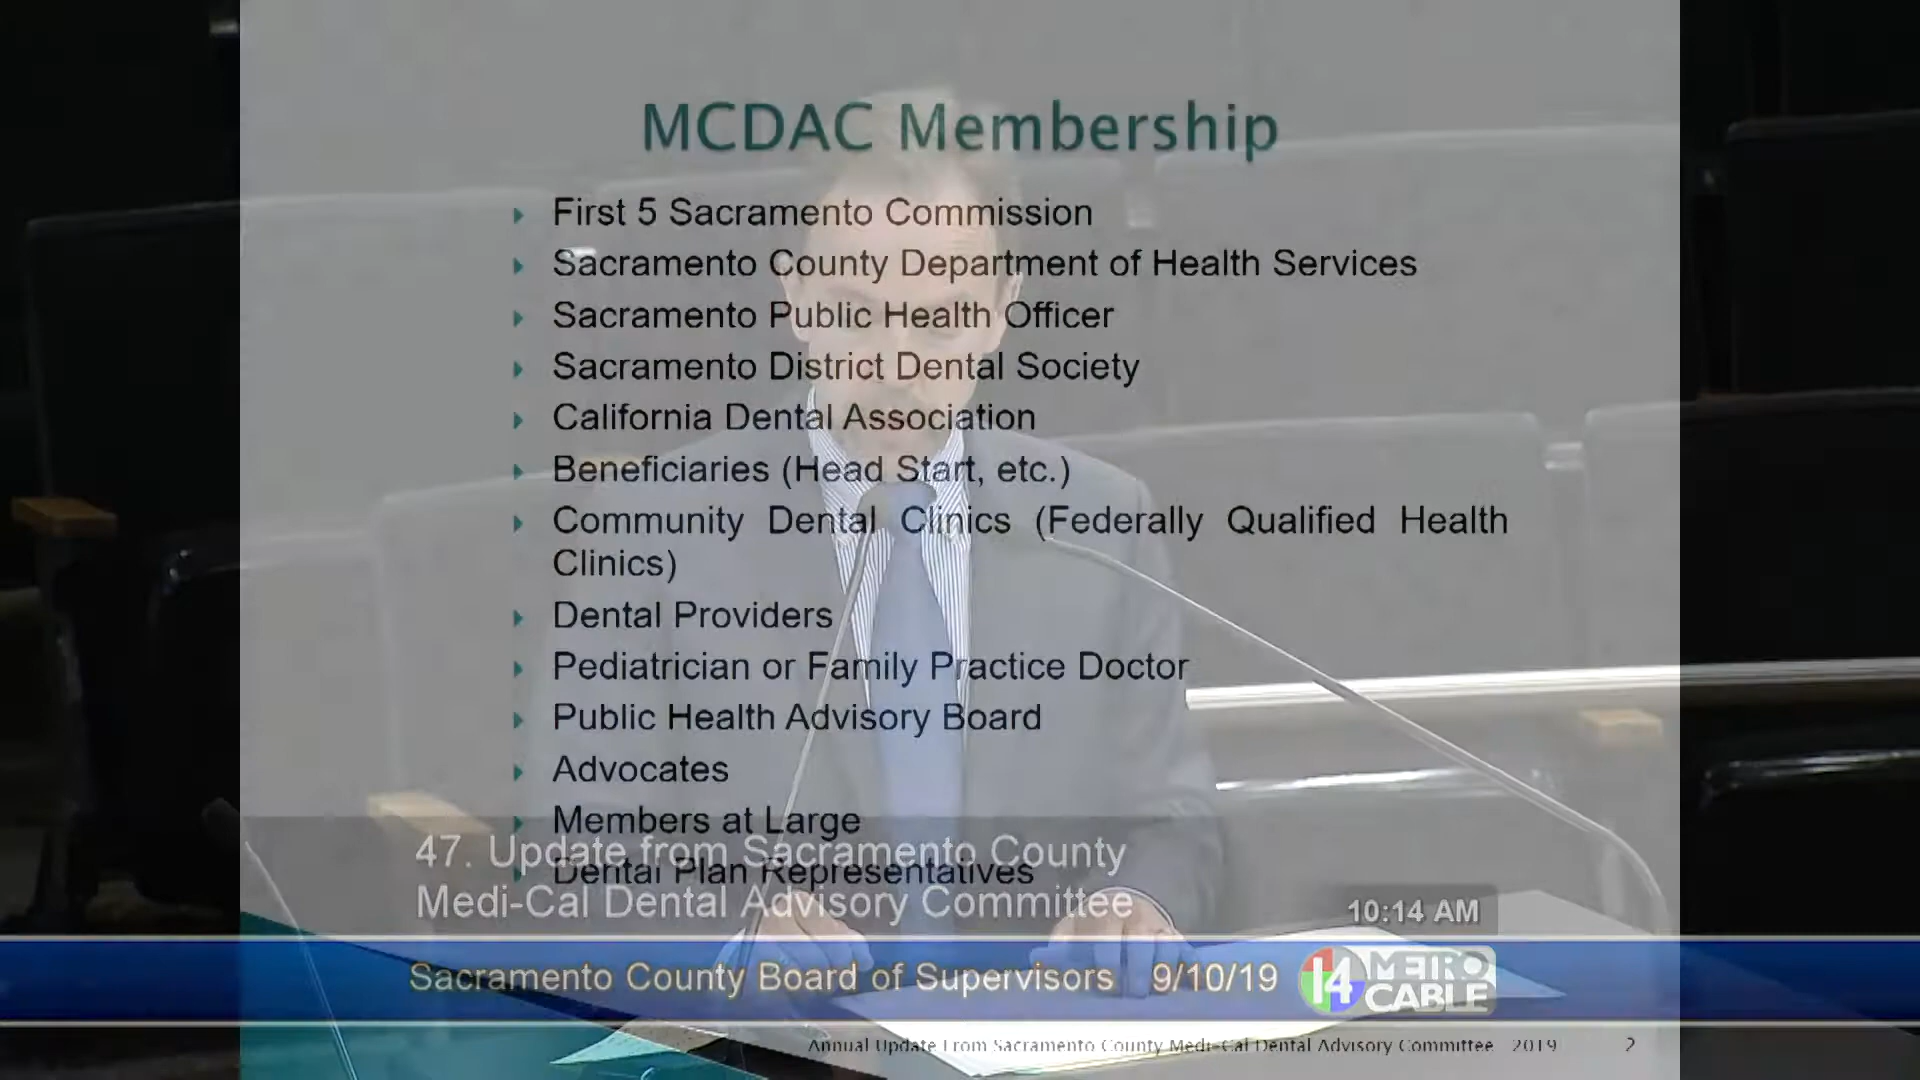 MCDAC Membership
First 5 Sacramento Commission
Sacramento County Department of Health Services
Sacramento Public Health Officer
Sacramento District Dental Society
California Dental Association
Beneficiaries (Head Start, etc.)
Community Dental Clinics (Federally Qualified Health
Clinics)
Dental Providers
Pediatrician or Family Practice Doctor
Public Health Advisory Board
Advocates
Members at Large
Dental Plan Representatives
47. Update from Sacramento County
Medi-Cal Dental Advisory Committee
10:14 AM
Sacramento County Board of Supervisors 9/10/19
14 METRO
CABLE
Annual Update From Sacramento County Medi-Cal Dental Advisory Committee 2019 2